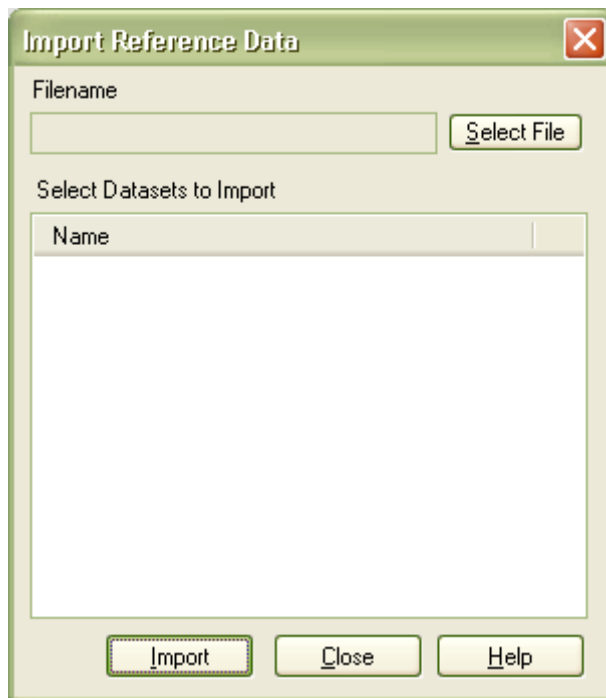 Import Reference Data
Filename
Select File
Select Datasets to Import
Name
Import Close Help